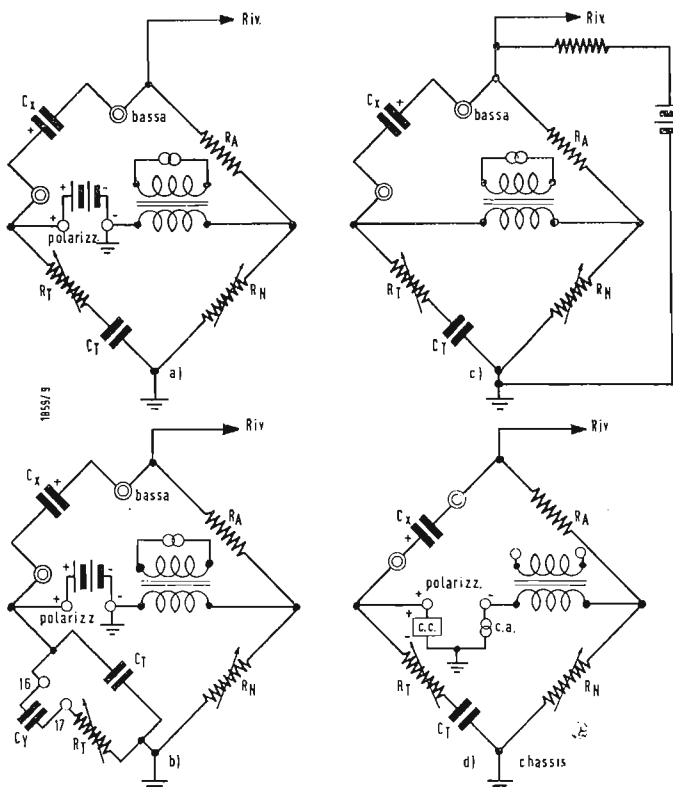 Riv.
Cx
+
bassa
RA
+
-
+
-
polarizz.
RT
RN
CT
a)
1859/9
Riv.
Cx
+
bassa
RA
RT
RN
CT
c)
Riv
Cx
+
bassa
RA
+
-
+
-
polarizz
CT
16
17
CY
RT
RN
b)
Riv
Cx
+
RA
polarizz.
+
-
+
c.c.
c.a.
-
RT
RN
CT
d)
chassis